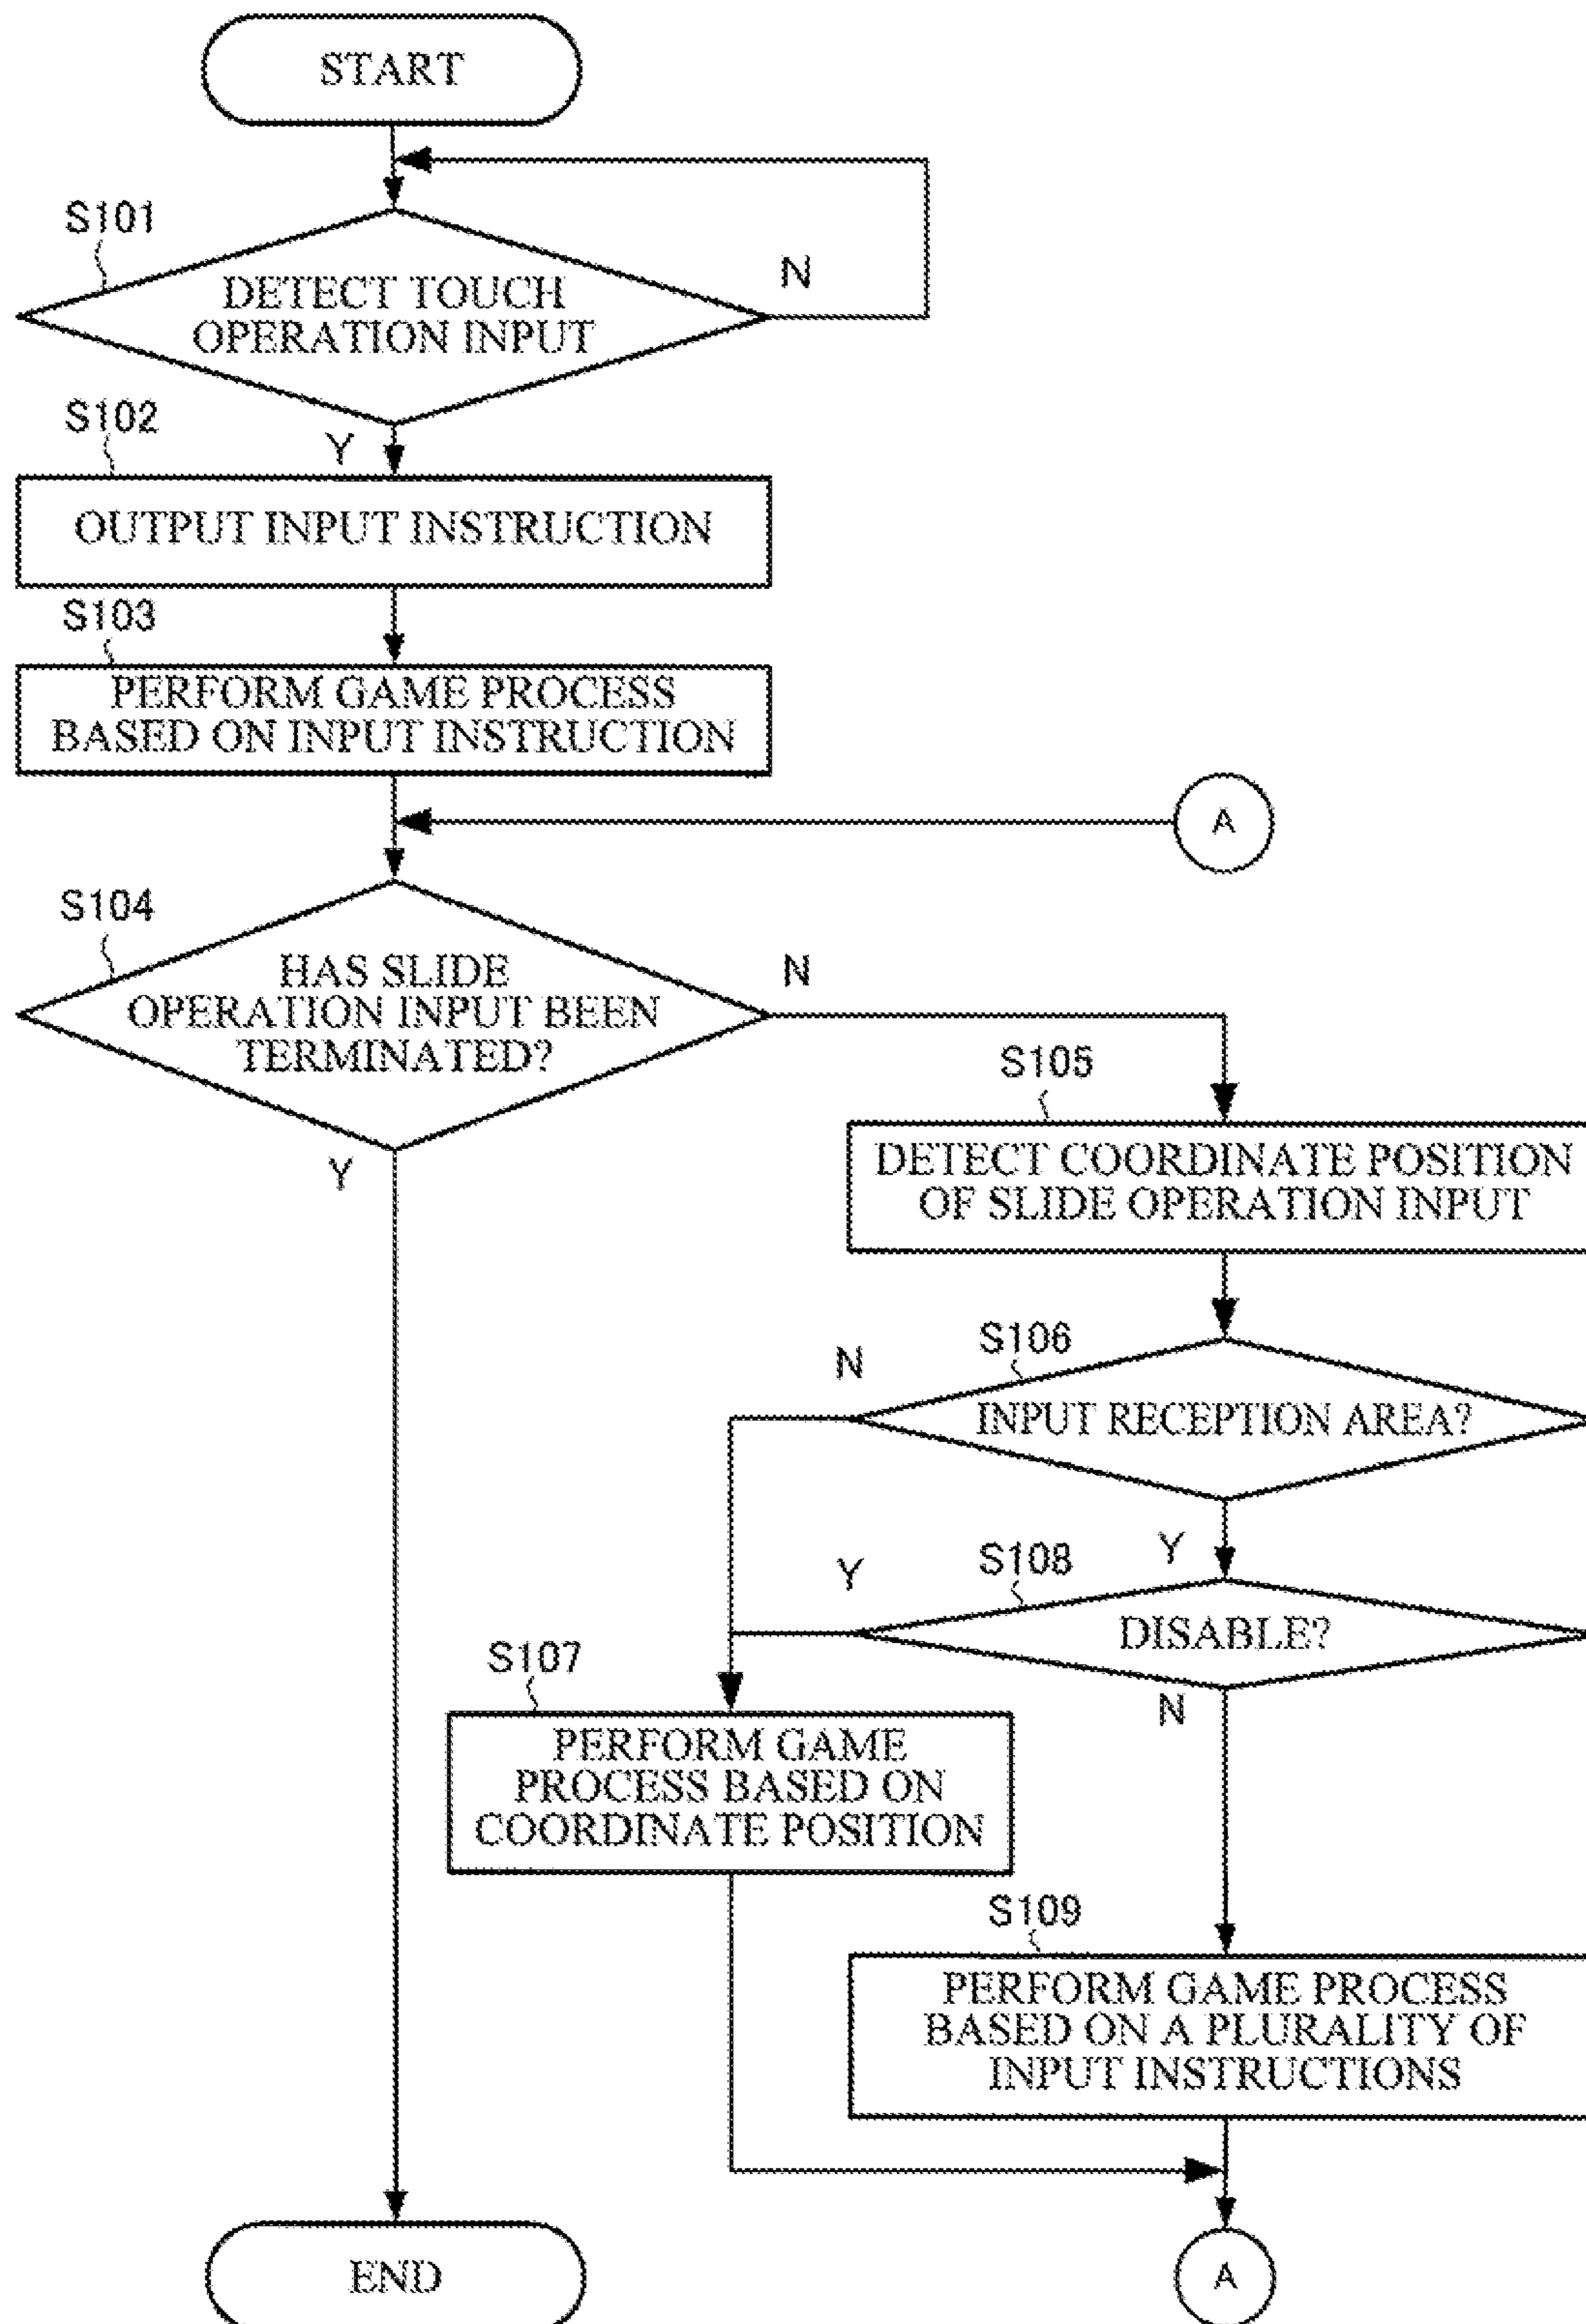 START
S101
DETECT TOUCH
OPERATION INPUT
N
S102
Y
OUTPUT INPUT INSTRUCTION
S103
PERFORM GAME PROCESS
BASED ON INPUT INSTRUCTION
A
S104
HAS SLIDE
OPERATION INPUT BEEN
TERMINATED?
N
Y
S105
DETECT COORDINATE POSITION
OF SLIDE OPERATION INPUT
S106
N
INPUT RECEPTION AREA?
Y
S108
Y
DISABLE?
N
S107
PERFORM GAME
PROCESS BASED ON
COORDINATE POSITION
S109
PERFORM GAME PROCESS
BASED ON A PLURALITY OF
INPUT INSTRUCTIONS
END
A